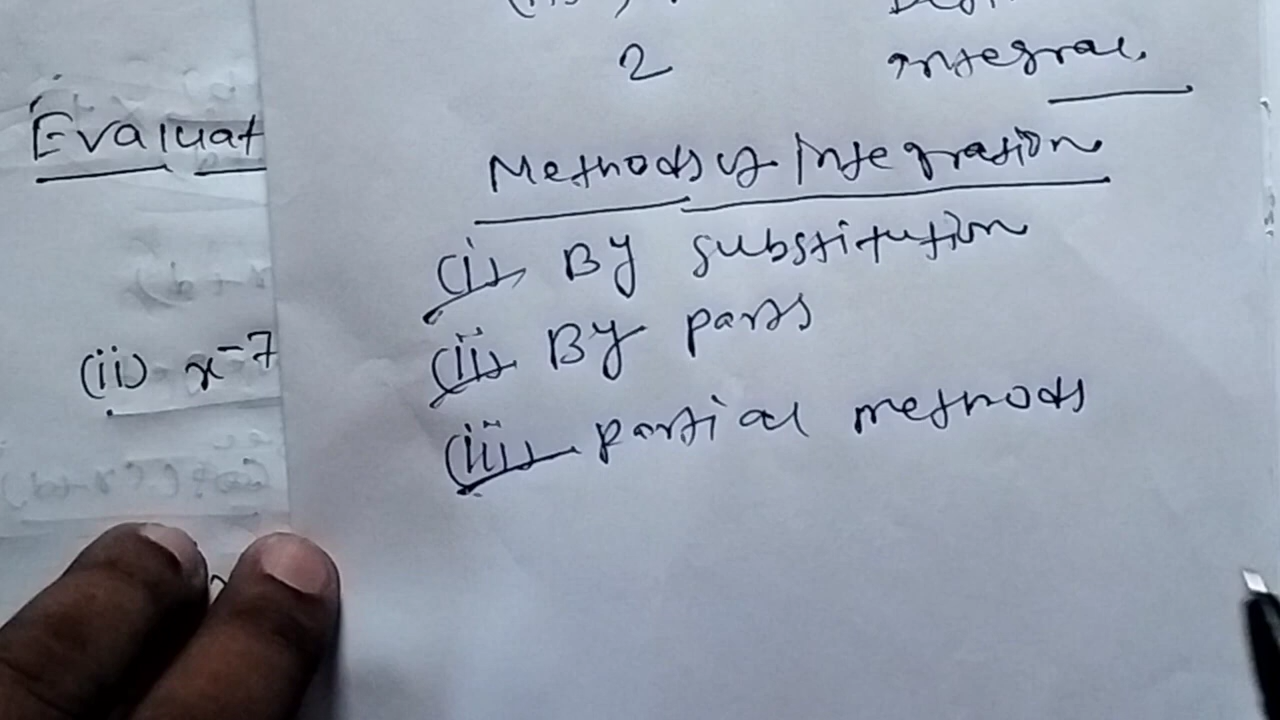 2
integral.
Evaluat
Methods of Integration
(i) By substitution
(ii) By parts
(ii) x^-7
(iii) partial methods